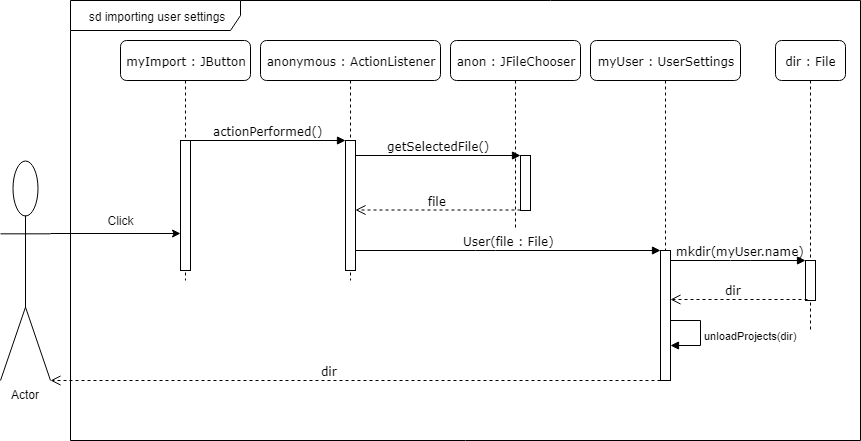 sd importing user settings
myImport : JButton
anonymous : ActionListener
anon : JFileChooser
myUser : UserSettings
dir : File
actionPerformed()
getSelectedFile()
file
Click
User(file : File)
mkdir(myUser.name)
dir
unloadProjects(dir)
dir
Actor